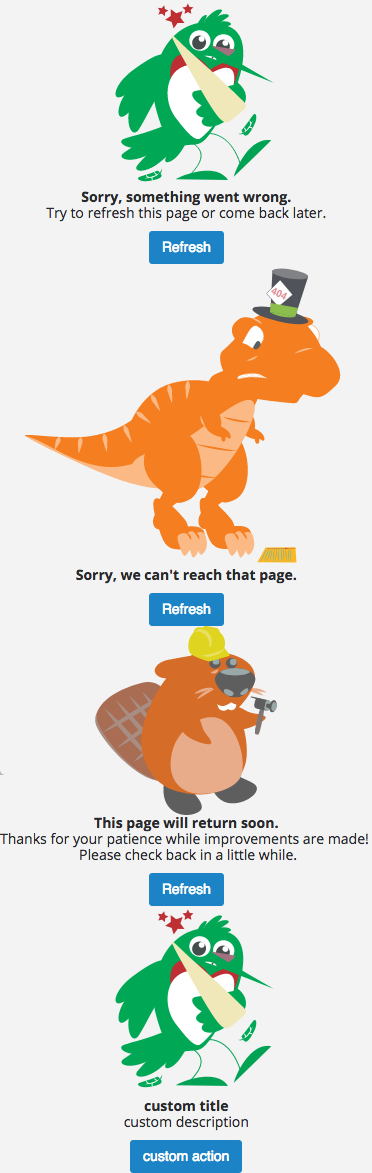 Sorry, something went wrong.
Try to refresh this page or come back later.
Refresh
404
Sorry, we can't reach that page.
Refresh
This page will return soon.
Thanks for your patience while improvements are made!
Please check back in a little while.
Refresh
custom title
custom description
custom action